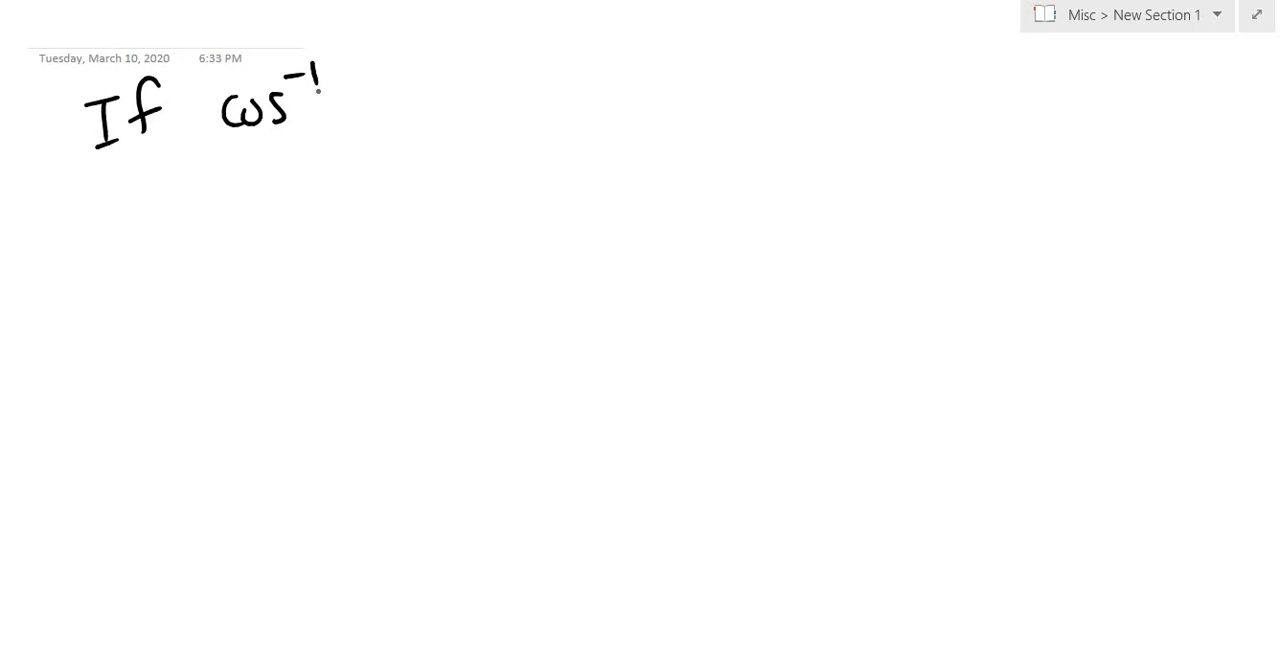 Misc > New Section 1
Tuesday, March 10, 2020 6:33 PM
If cos⁻¹